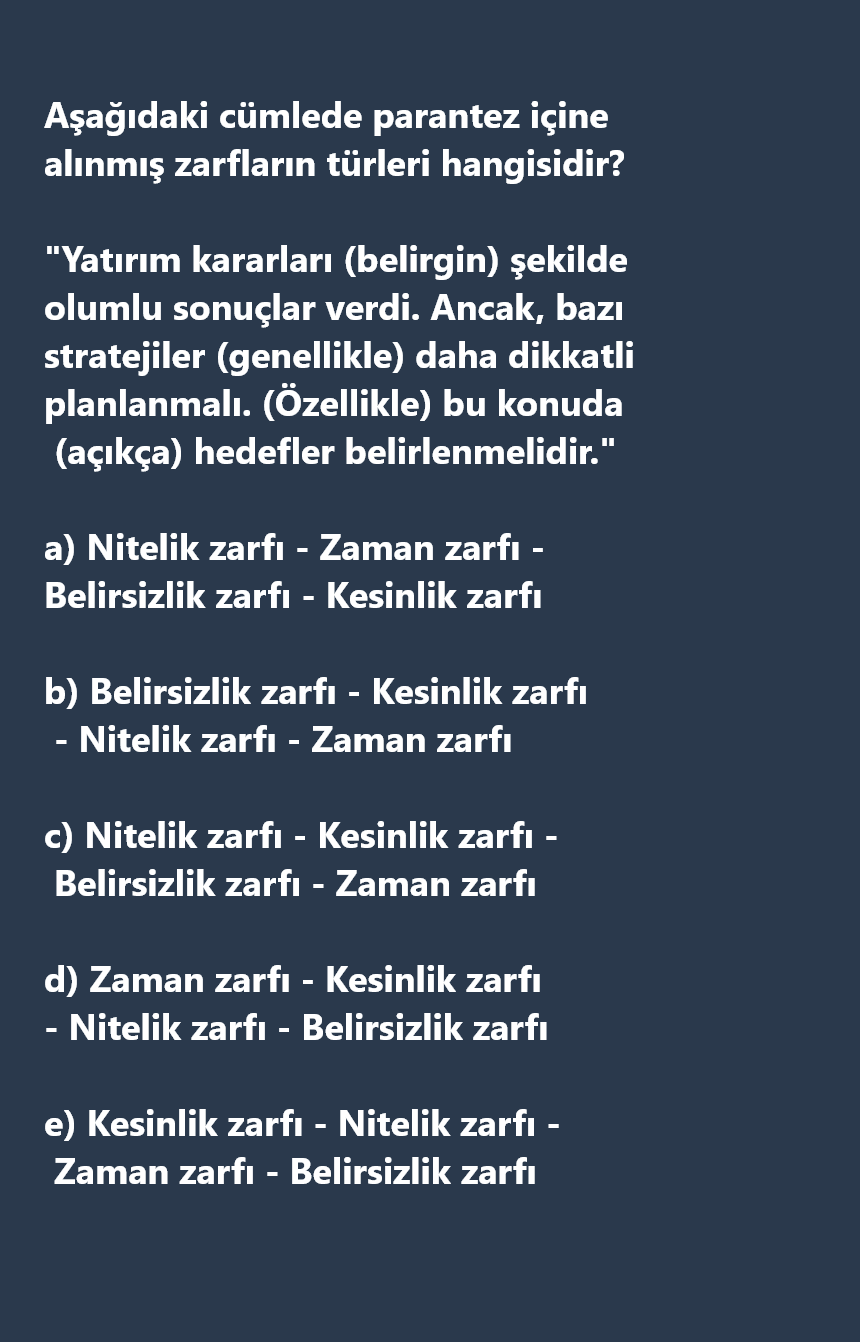 Aşağıdaki cümlede parantez içine
alınmış zarfların türleri hangisidir?
"Yatırım kararları (belirgin) şekilde
olumlu sonuçlar verdi. Ancak, bazı
stratejiler (genellikle) daha dikkatli
planlanmalı. (Özellikle) bu konuda
(açıkça) hedefler belirlenmelidir."
a) Nitelik zarfı - Zaman zarfı -
Belirsizlik zarfı - Kesinlik zarfı
b) Belirsizlik zarfı - Kesinlik zarfı
- Nitelik zarfı - Zaman zarfı
c) Nitelik zarfı - Kesinlik zarfı -
Belirsizlik zarfı - Zaman zarfı
d) Zaman zarfı - Kesinlik zarfı
- Nitelik zarfı - Belirsizlik zarfı
e) Kesinlik zarfı - Nitelik zarfı -
Zaman zarfı - Belirsizlik zarfı